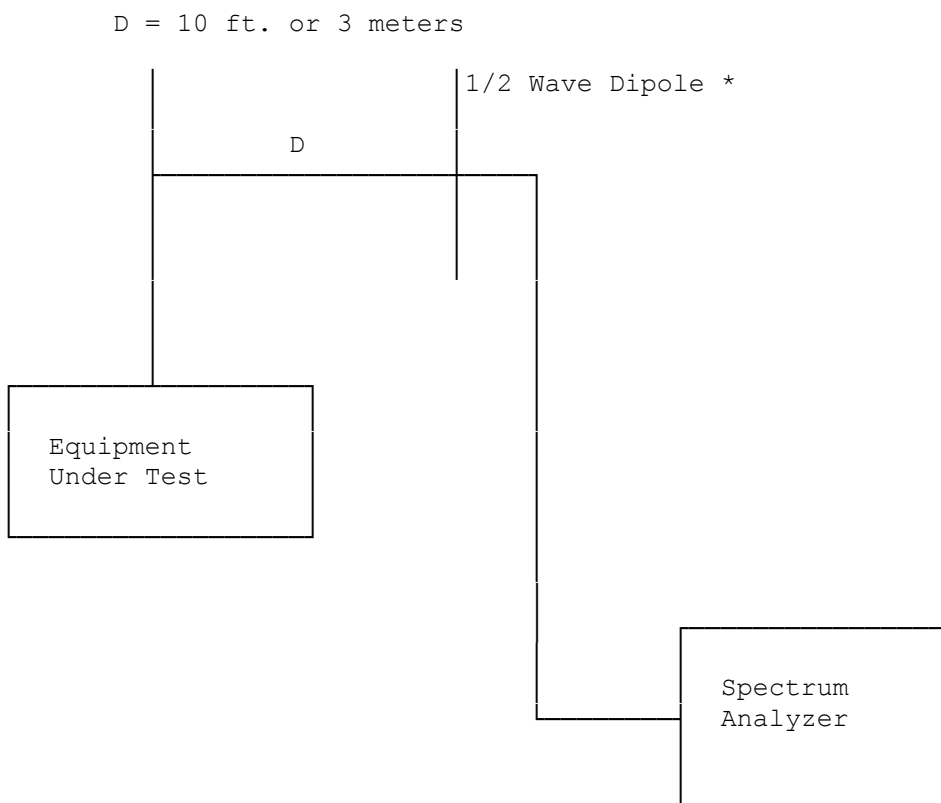 D = 10 ft. or 3 meters
1/2 Wave Dipole *
D
Equipment
Under Test
Spectrum
Analyzer